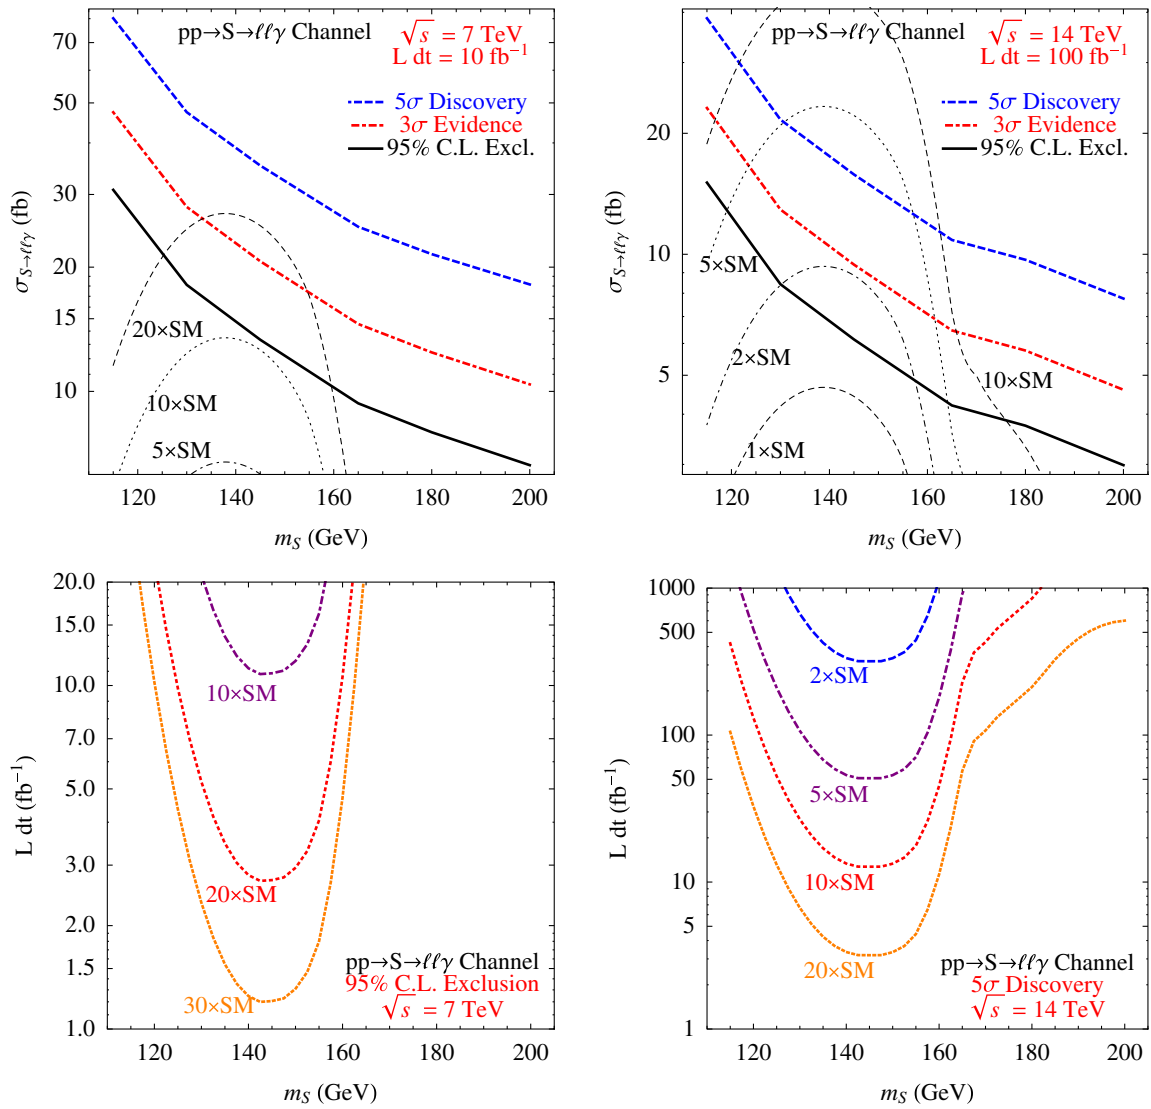 pp→S→ℓℓγ Channel
√s = 7 TeV
L dt = 10 fb⁻¹
5σ Discovery
3σ Evidence
95% C.L. Excl.
20×SM
10×SM
5×SM
70
50
30
20
15
10
σS→ℓℓγ (fb)
120 140 160 180 200
mS (GeV)
pp→S→ℓℓγ Channel
√s = 14 TeV
L dt = 100 fb⁻¹
5σ Discovery
3σ Evidence
95% C.L. Excl.
5×SM
2×SM
10×SM
1×SM
20
10
5
σS→ℓℓγ (fb)
120 140 160 180 200
mS (GeV)
20.0
15.0
10.0
7.0
5.0
3.0
2.0
1.5
1.0
L dt (fb⁻¹)
10×SM
20×SM
30×SM
pp→S→ℓℓγ Channel
95% C.L. Exclusion
√s = 7 TeV
120 140 160 180 200
mS (GeV)
1000
500
100
50
10
5
1
L dt (fb⁻¹)
2×SM
5×SM
10×SM
20×SM
pp→S→ℓℓγ Channel
5σ Discovery
√s = 14 TeV
120 140 160 180 200
mS (GeV)